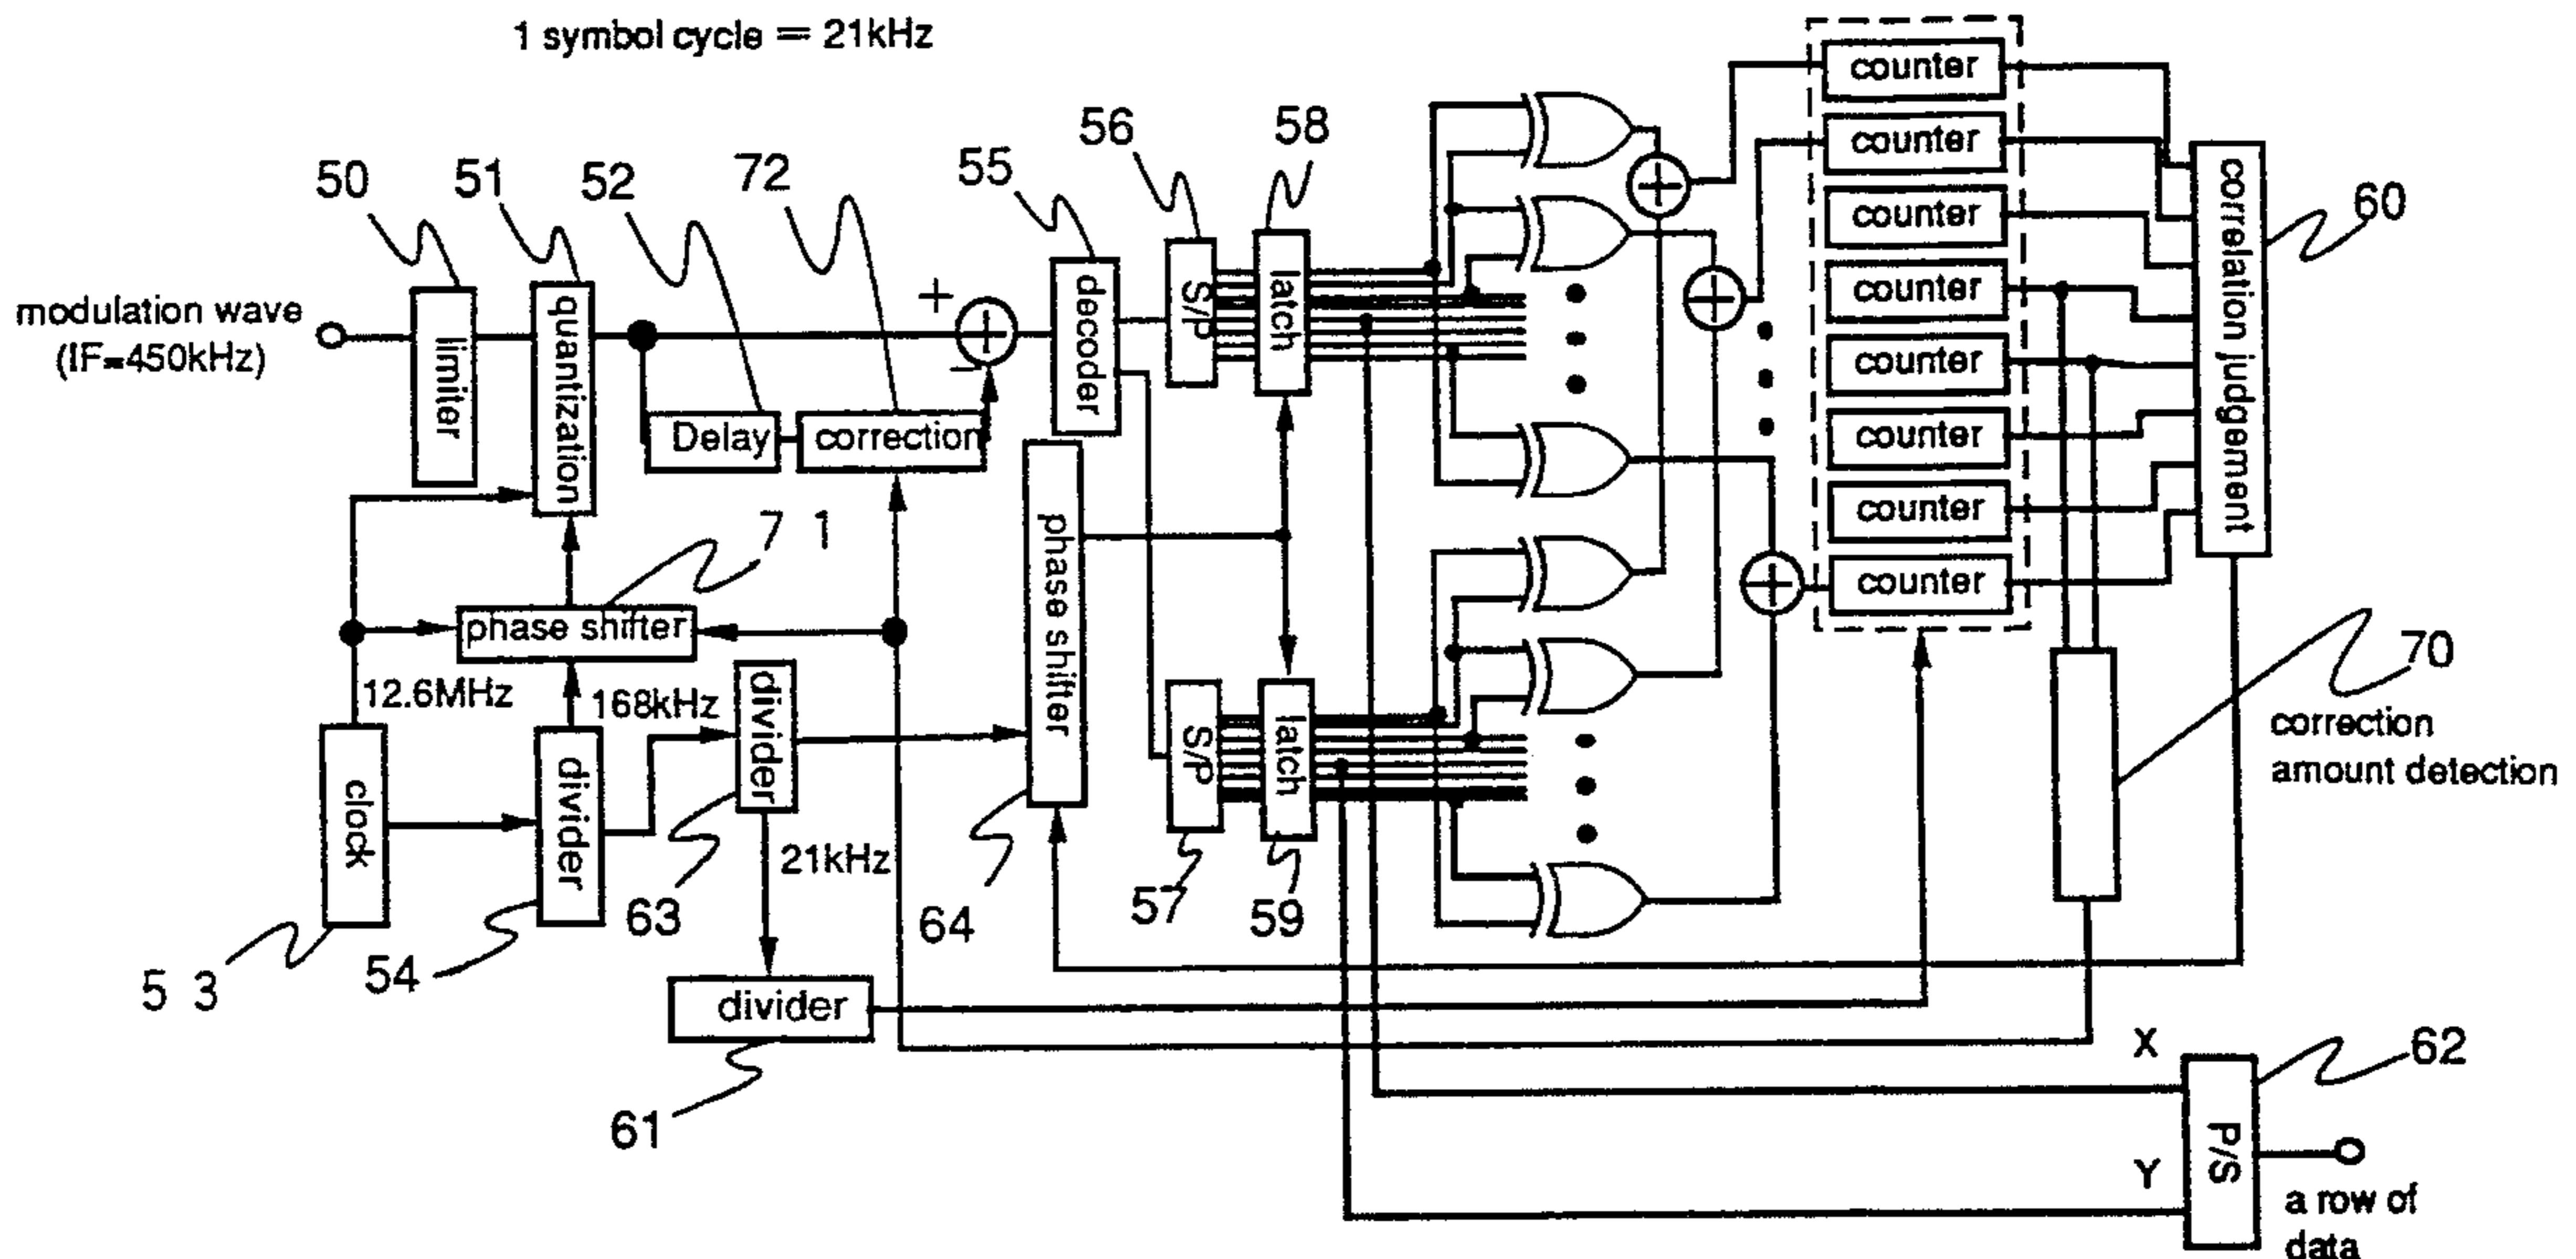 1 symbol cycle = 21kHz
50
51
52
72
55
56
58
60
modulation wave
(IF=450kHz)
limiter
quantization
Delay
correction
+
−
decoder
S/P
latch
counter
counter
counter
counter
counter
counter
counter
counter
correlation judgement
7 1
phase shifter
12.6MHz
168kHz
clock
divider
divider
21kHz
phase shifter
S/P
latch
5 3
54
63
64
57
59
70
correction
amount detection
divider
61
X
Y
62
P/S
a row of
data